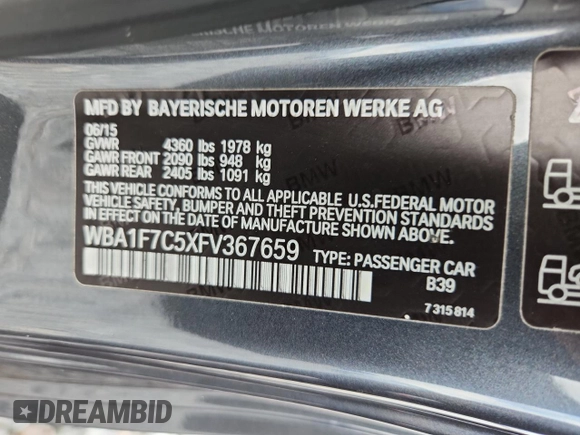 MFD BY BAYERISCHE MOTOREN WERKE AG
06/15
GVWR 4360 lbs 1978 kg
GAWR FRONT 2090 lbs 948 kg
GAWR REAR 2405 lbs 1091 kg
THIS VEHICLE CONFORMS TO ALL APPLICABLE U.S.FEDERAL MOTOR
VEHICLE SAFETY, BUMPER AND THEFT PREVENTION STANDARDS
IN EFFECT ON THE DATE OF MANUFACTURE SHOWN ABOVE.
WBA1F7C5XFV367659 TYPE: PASSENGER CAR
B39
7 315 814
DREAMBID